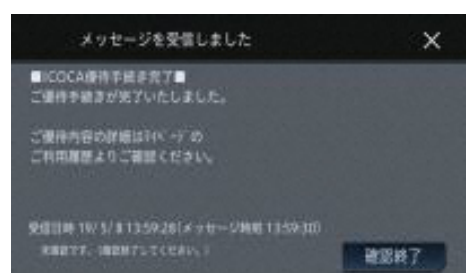 メッセージを受信しました
■ICOCA優待手続き完了■
ご優待手続きが完了いたしました。
ご優待内容の詳細はﾏｲﾍﾟｰｼﾞの
ご利用履歴よりご確認ください。
受信日時 19/ 5/ 8 13:59:28(メッセージ時刻 13:59:30)
確認終了